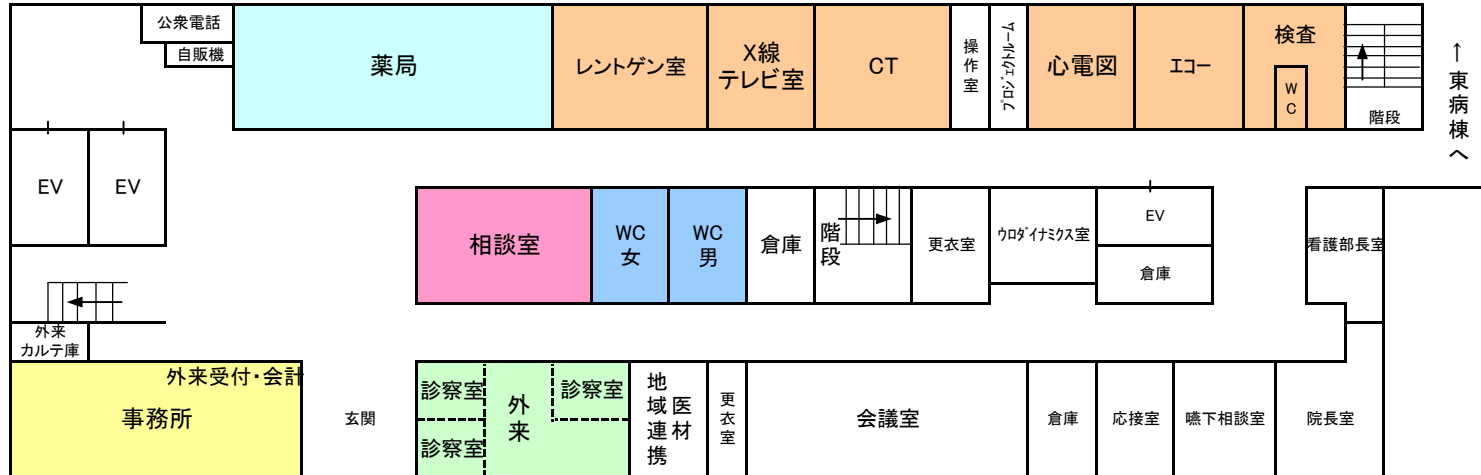 公衆電話
自販機
薬局
レントゲン室
X線
テレビ室
CT
操作室
プロジェクトルーム
心電図
エコー
検査
WC
階段
↑東病棟へ
EV
EV
相談室
WC
女
WC
男
倉庫
階段
更衣室
ウロダイナミクス室
EV
倉庫
看護部長室
外来
カルテ庫
外来受付・会計
事務所
玄関
診察室
診察室
外来
診察室
地域連携
医材
更衣室
会議室
倉庫
応接室
嚥下相談室
院長室